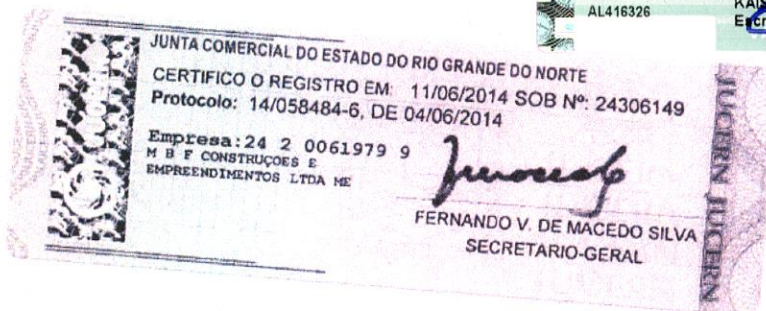 AL416326
JUNTA COMERCIAL DO ESTADO DO RIO GRANDE DO NORTE
CERTIFICO O REGISTRO EM: 11/06/2014 SOB Nº: 24306149
Protocolo: 14/058484-6, DE 04/06/2014
Empresa:24 2 0061979 9
M B F CONSTRUÇOES E
EMPREENDIMENTOS LTDA ME
FERNANDO V. DE MACEDO SILVA
SECRETARIO-GERAL
JUCERN JUCERN